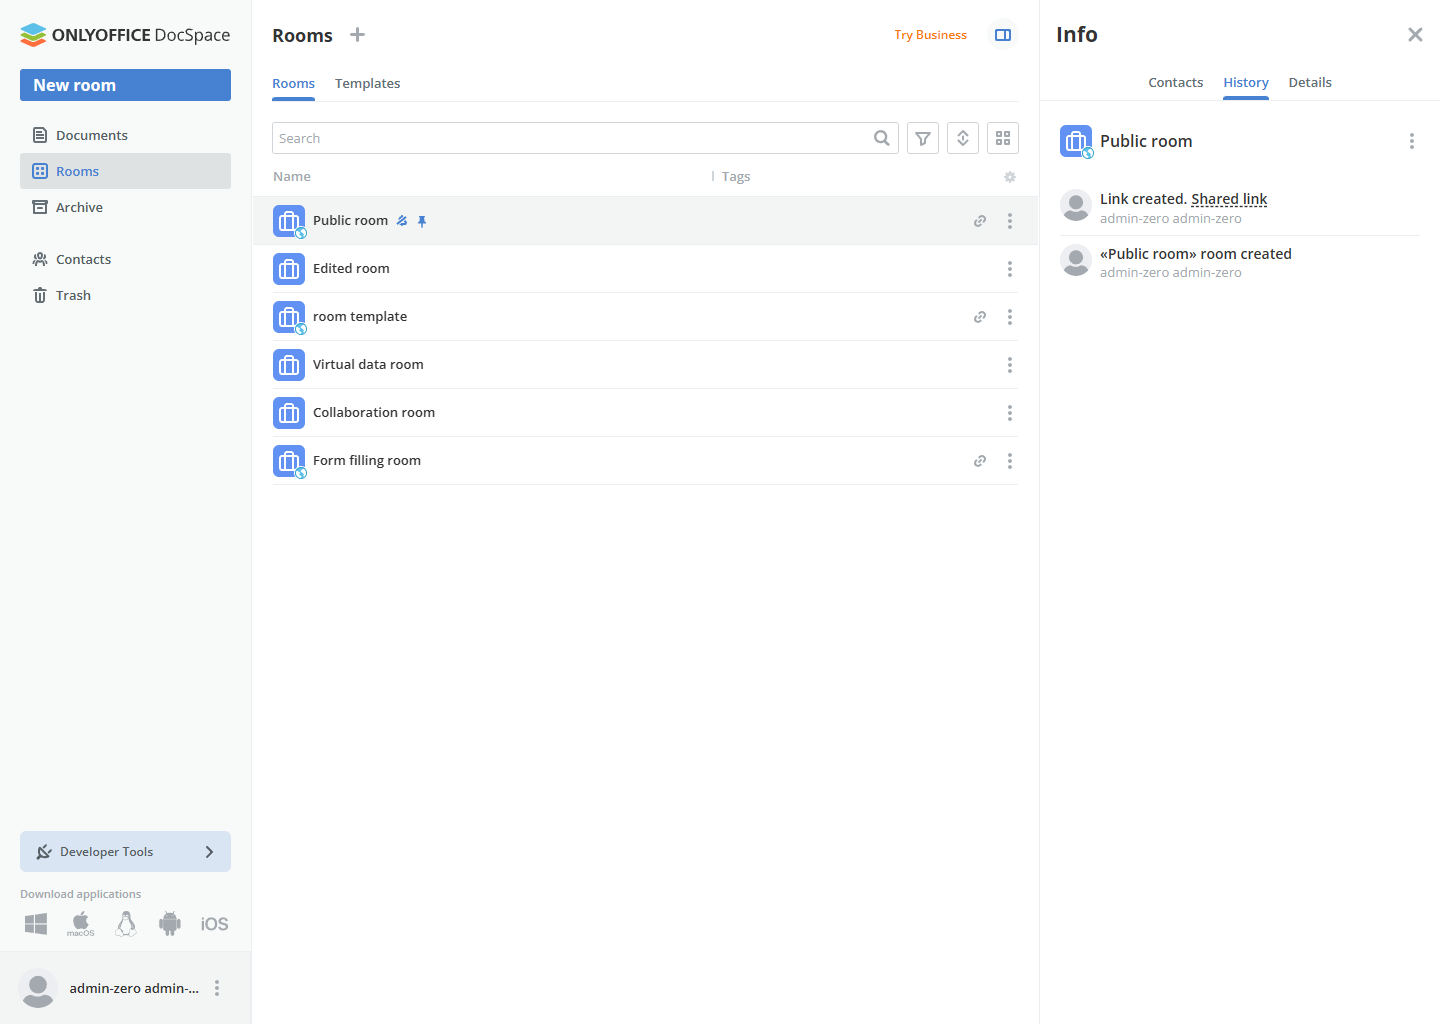 ONLYOFFICE DocSpace
New room
Documents
Rooms
Archive
Contacts
Trash
Developer Tools
Download applications
macOS
iOS
admin-zero admin-...
Rooms
Try Business
Rooms
Templates
Search
Name
Tags
Public room
Edited room
room template
Virtual data room
Collaboration room
Form filling room
Info
Contacts
History
Details
Public room
Link created. Shared link
admin-zero admin-zero
«Public room» room created
admin-zero admin-zero